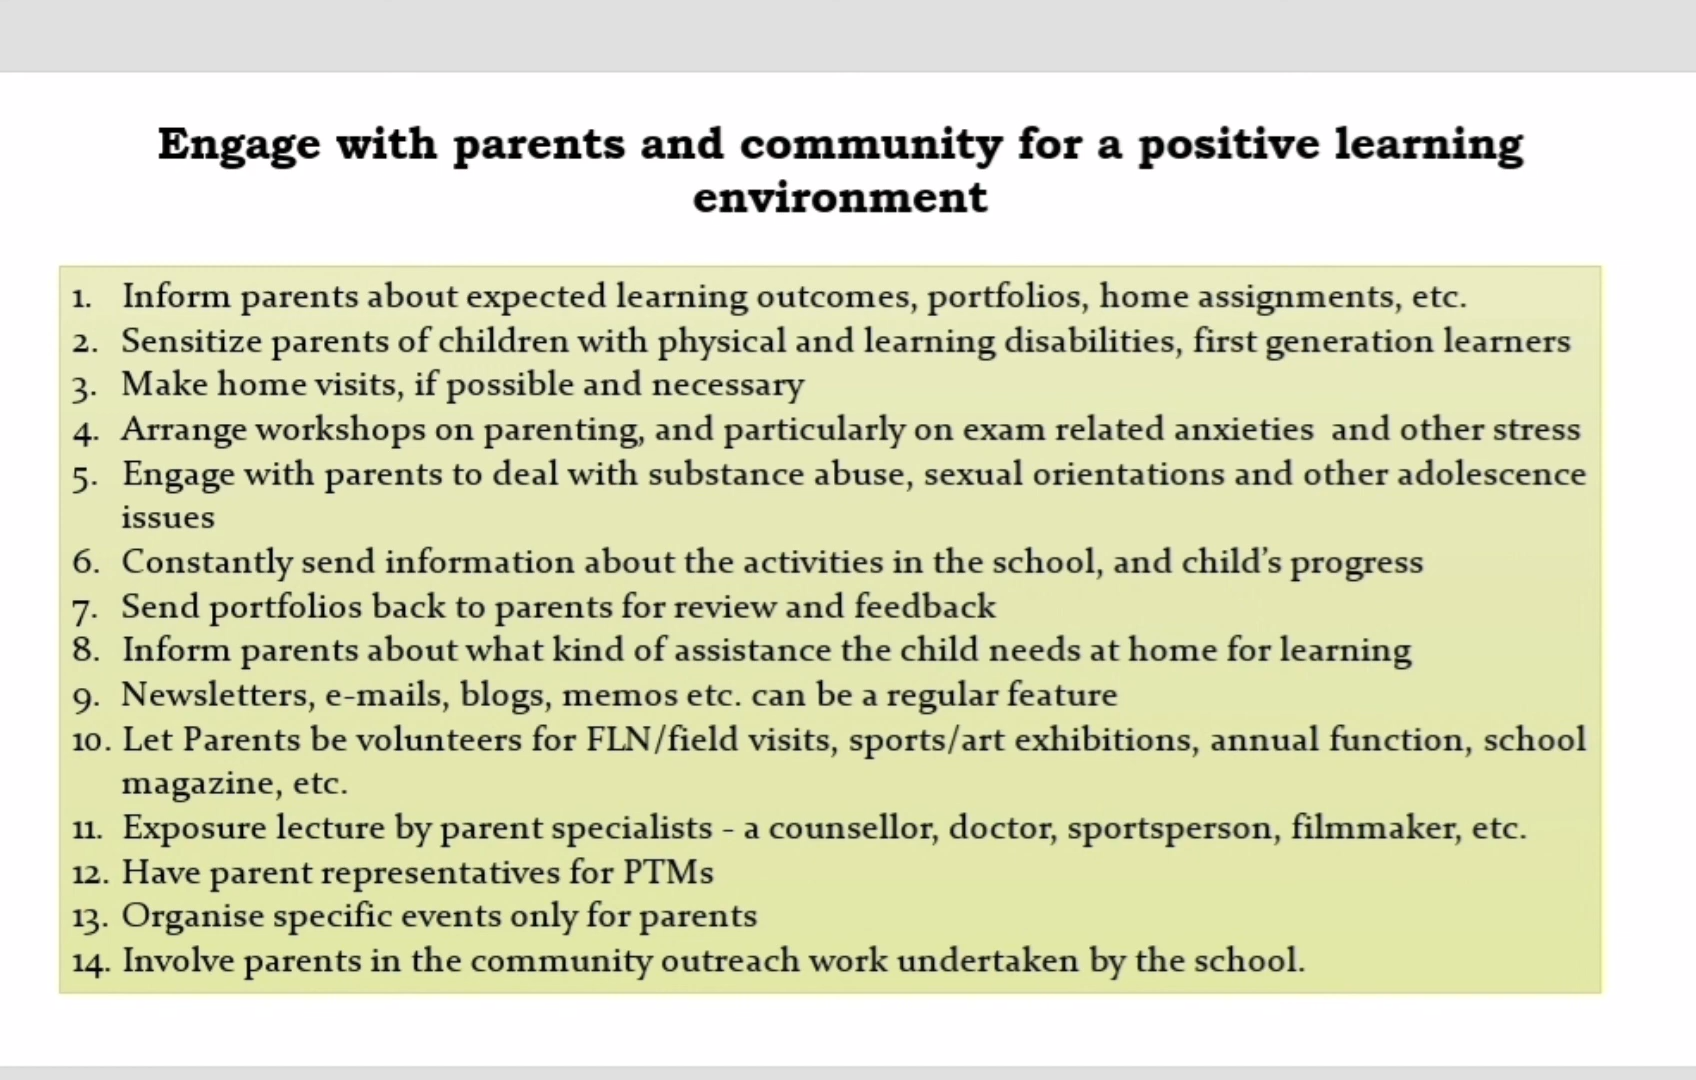 Engage with parents and community for a positive learning
environment
1. Inform parents about expected learning outcomes, portfolios, home assignments, etc.
2. Sensitize parents of children with physical and learning disabilities, first generation learners
3. Make home visits, if possible and necessary
4. Arrange workshops on parenting, and particularly on exam related anxieties and other stress
5. Engage with parents to deal with substance abuse, sexual orientations and other adolescence
issues
6. Constantly send information about the activities in the school, and child's progress
7. Send portfolios back to parents for review and feedback
8. Inform parents about what kind of assistance the child needs at home for learning
9. Newsletters, e-mails, blogs, memos etc. can be a regular feature
10. Let Parents be volunteers for FLN/field visits, sports/art exhibitions, annual function, school
magazine, etc.
11. Exposure lecture by parent specialists - a counsellor, doctor, sportsperson, filmmaker, etc.
12. Have parent representatives for PTMs
13. Organise specific events only for parents
14. Involve parents in the community outreach work undertaken by the school.